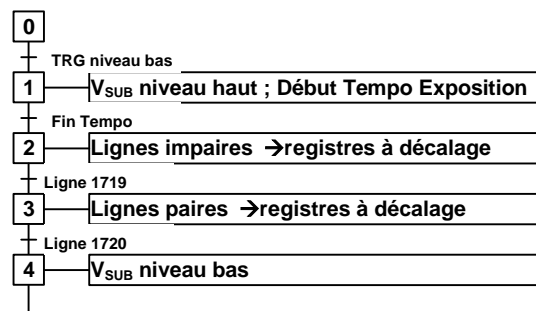 0
TRG niveau bas
1 VSUB niveau haut ; Début Tempo Exposition
Fin Tempo
2 Lignes impaires →registres à décalage
Ligne 1719
3 Lignes paires →registres à décalage
Ligne 1720
4 VSUB niveau bas